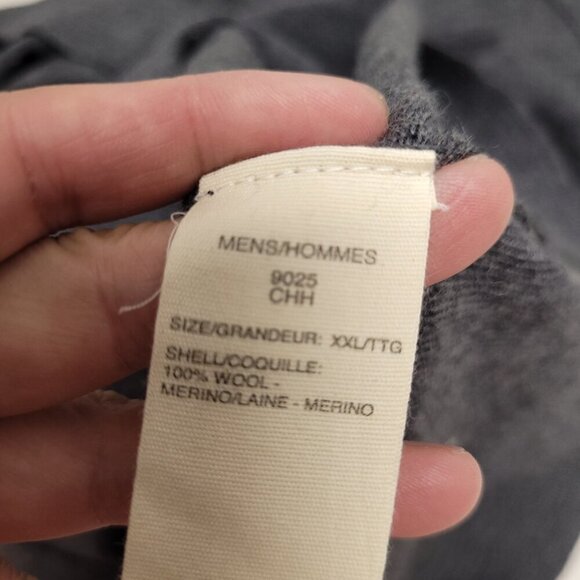 MENS/HOMMES
9025
CHH
SIZE/GRANDEUR: XXL/TTG
SHELL/COQUILLE:
100% WOOL -
MERINO/LAINE - MERINO